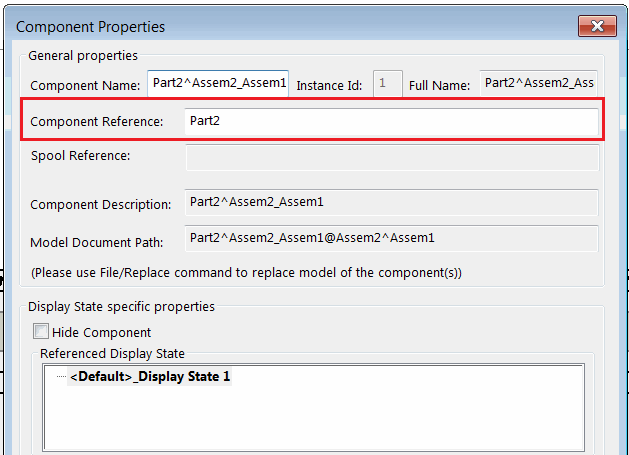 Component Properties
General properties
Component Name: Part2^Assem2_Assem1 Instance Id: 1 Full Name: Part2^Assem2_Ass
Component Reference: Part2
Spool Reference:
Component Description: Part2^Assem2_Assem1
Model Document Path: Part2^Assem2_Assem1@Assem2^Assem1
(Please use File/Replace command to replace model of the component(s))
Display State specific properties
Hide Component
Referenced Display State
<Default>_Display State 1